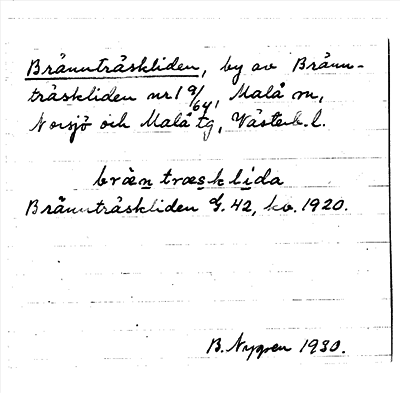 Brännträskliden, by av Bränn-
träskliden nr 1 9/64, Malå sn,
Norsjö och Malå tg, Västerb. l.
brän træsk lida
Brännträskliden G. 42, ko. 1920.
B. Nygren 1930.